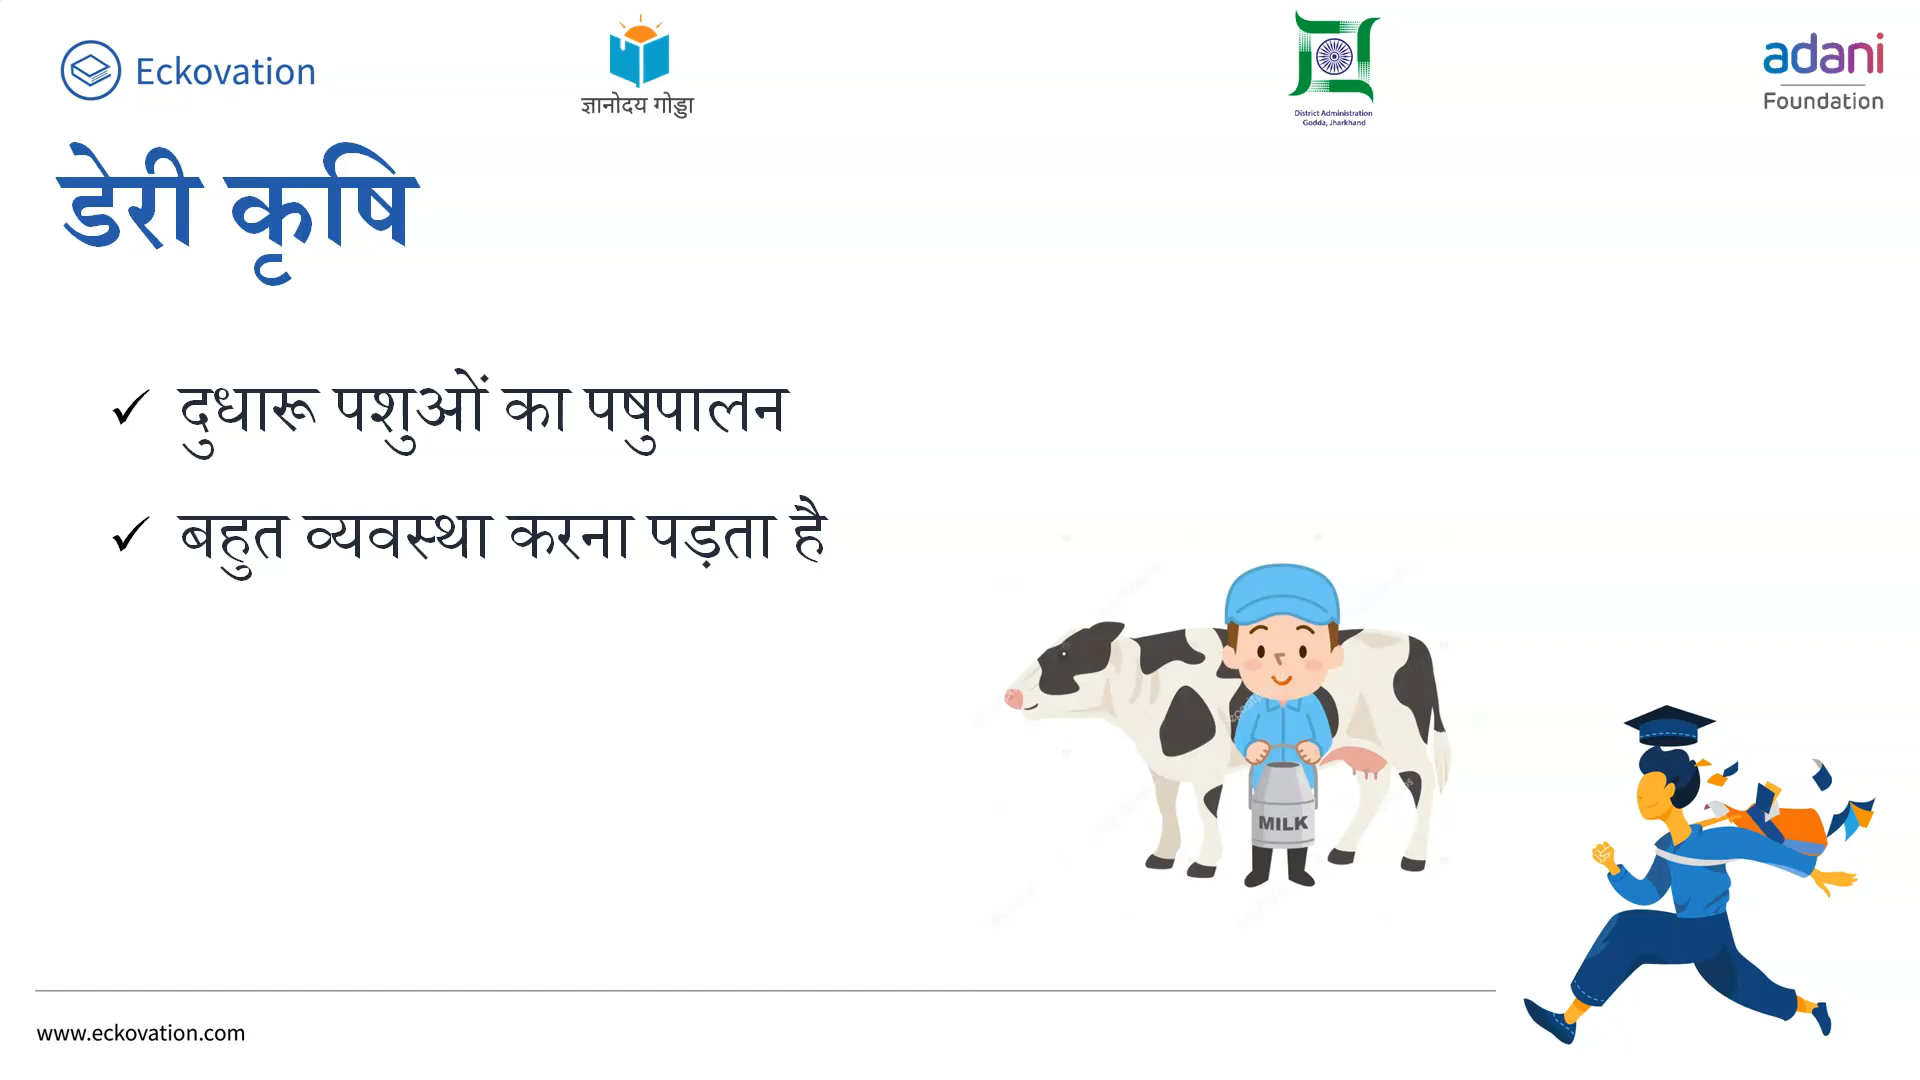 Eckovation
ज्ञानोदय गोड्डा
District Administration
Godda, Jharkhand
adani
Foundation
डेरी कृषि
✓ दुधारू पशुओं का पषुपालन
✓ बहुत व्यवस्था करना पड़ता है
MILK
www.eckovation.com